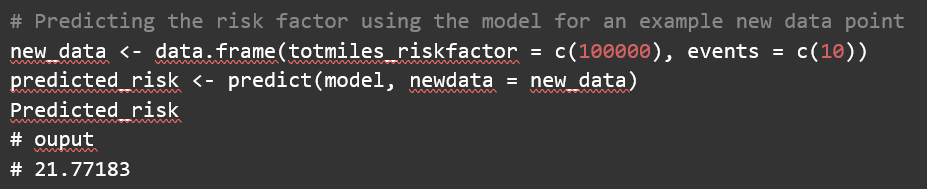 # Predicting the risk factor using the model for an example new data point
new_data <- data.frame(totmiles_riskfactor = c(100000), events = c(10))
predicted_risk <- predict(model, newdata = new_data)
Predicted_risk
# ouput
# 21.77183